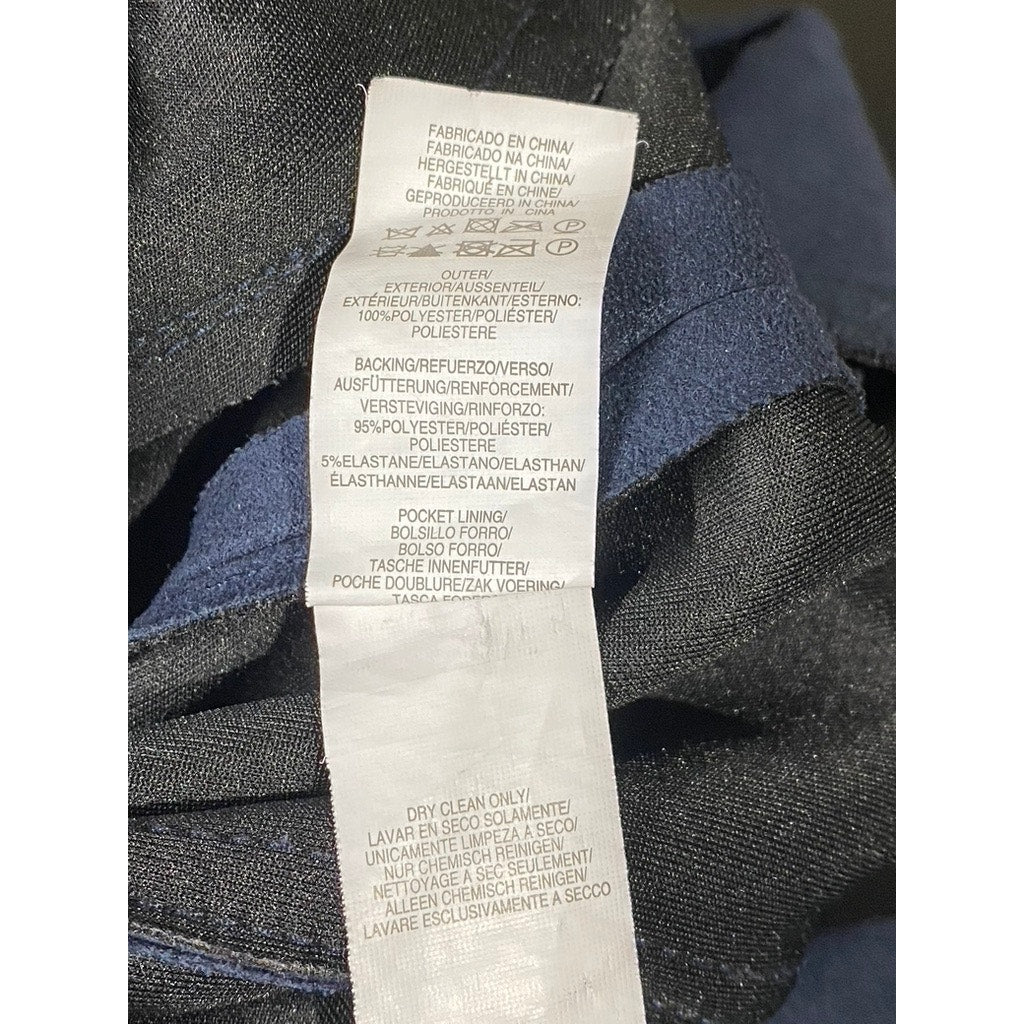 FABRICADO EN CHINA/
FABRICADO NA CHINA/
HERGESTELLT IN CHINA/
FABRIQUÉ EN CHINE/
GEPRODUCEERD IN CHINA/
PRODOTTO IN CINA
P
P
OUTER/
EXTERIOR/AUSSENTEIL/
EXTÉRIEUR/BUITENKANT/ESTERNO:
100%POLYESTER/POLIÉSTER/
POLIESTERE
BACKING/REFUERZO/VERSO/
AUSFÜTTERUNG/RENFORCEMENT/
VERSTEVIGING/RINFORZO:
95%POLYESTER/POLIÉSTER/
POLIESTERE
5%ELASTANE/ELASTANO/ELASTHAN/
ÉLASTHANNE/ELASTAAN/ELASTAN
POCKET LINING/
BOLSILLO FORRO/
BOLSO FORRO/
TASCHE INNENFUTTER/
POCHE DOUBLURE/ZAK VOERING/
TASCA
DRY CLEAN ONLY/
LAVAR EN SECO SOLAMENTE/
UNICAMENTE LIMPEZA A SECO/
NUR CHEMISCH REINIGEN/
NETTOYAGE A SEC SEULEMENT/
ALLEEN CHEMISCH REINIGEN/
LAVARE ESCLUSIVAMENTE A SECCO